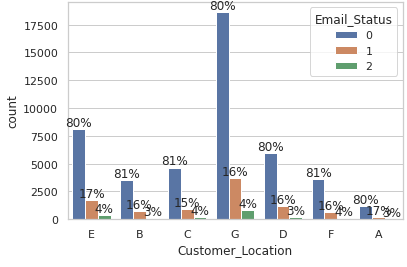 80%
Email_Status
0
1
2
17500
15000
12500
10000
7500
5000
2500
0
count
80% 17% 4%
81% 16% 3%
81% 15% 4%
16% 4%
80% 16% 3%
81% 16% 4%
80% 17% 3%
E B C G D F A
Customer_Location